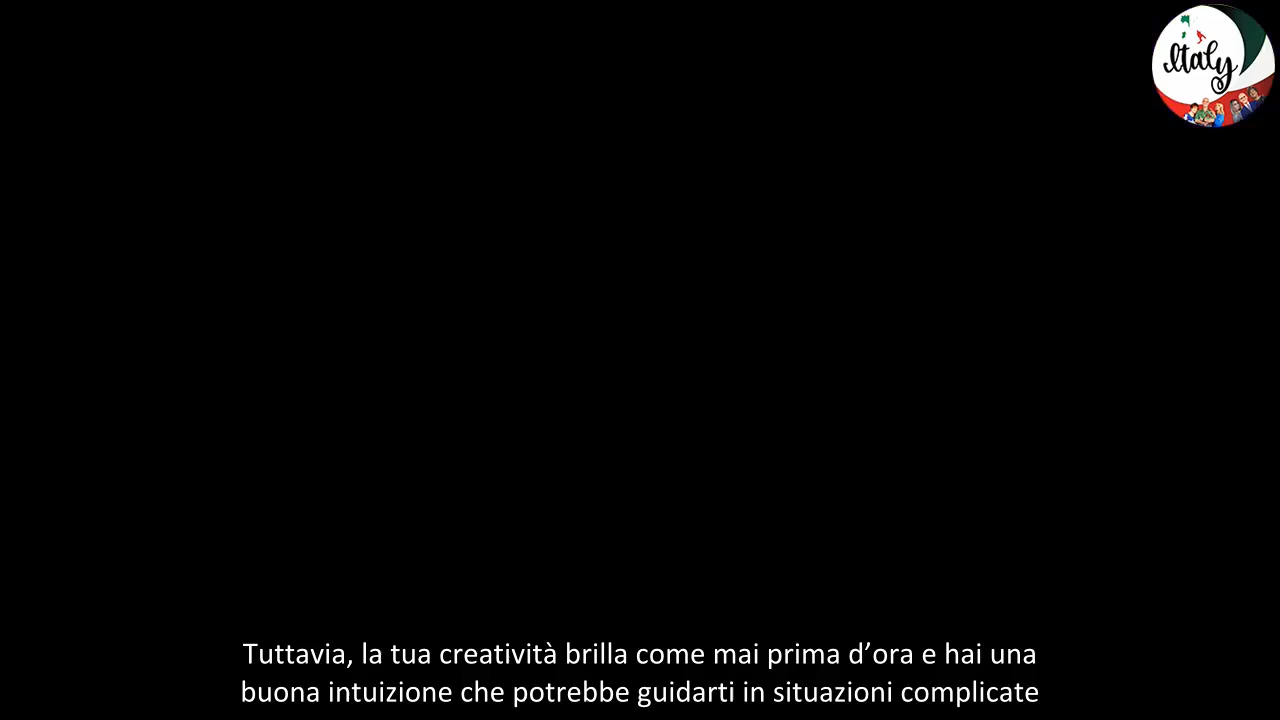 Italy
Tuttavia, la tua creatività brilla come mai prima d’ora e hai una
buona intuizione che potrebbe guidarti in situazioni complicate